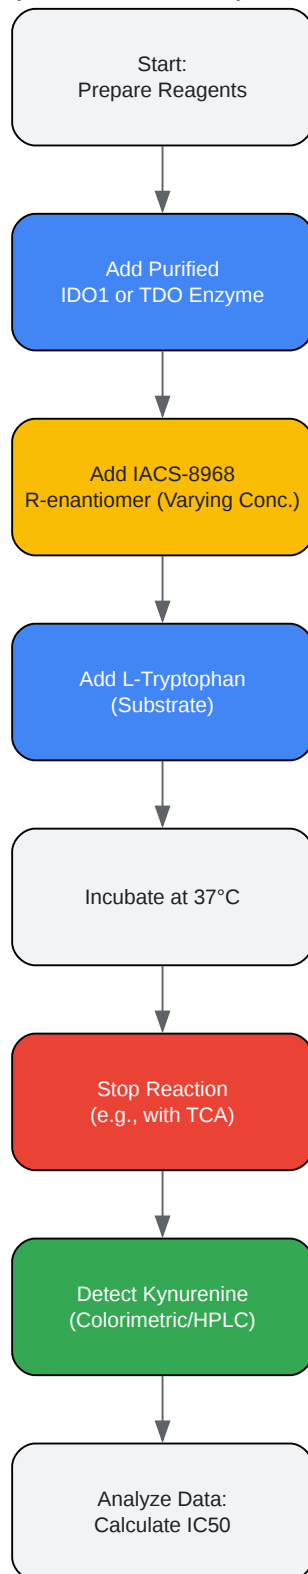 Start:
Prepare Reagents
Add Purified
IDO1 or TDO Enzyme
Add IACS-8968
R-enantiomer (Varying Conc.)
Add L-Tryptophan
(Substrate)
Incubate at 37°C
Stop Reaction
(e.g., with TCA)
Detect Kynurenine
(Colorimetric/HPLC)
Analyze Data:
Calculate IC50